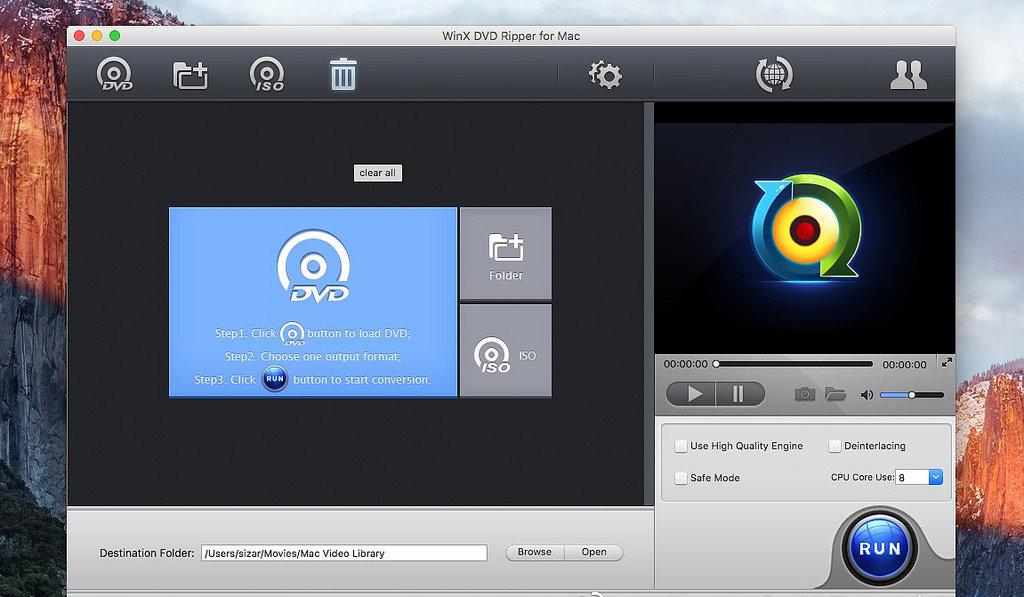 WinX DVD Ripper for Mac
DVD
ISO
clear all
DVD
Folder
Step1. Click DVD button to load DVD;
Step2. Choose one output format;
Step3. Click RUN button to start conversion.
ISO
ISO
00:00:00
00:00:00
Use High Quality Engine
Deinterlacing
Safe Mode
CPU Core Use: 8
Destination Folder: /Users/sizar/Movies/Mac Video Library
Browse
Open
RUN